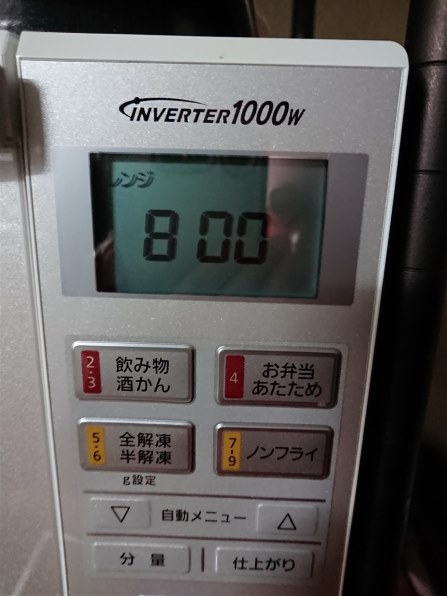 INVERTER1000W
レンジ
8 00
2・3 飲み物
酒かん
4 お弁当
あたため
5・6 全解凍
半解凍
7-9 ノンフライ
g設定
▽ 自動メニュー △
分量 仕上がり